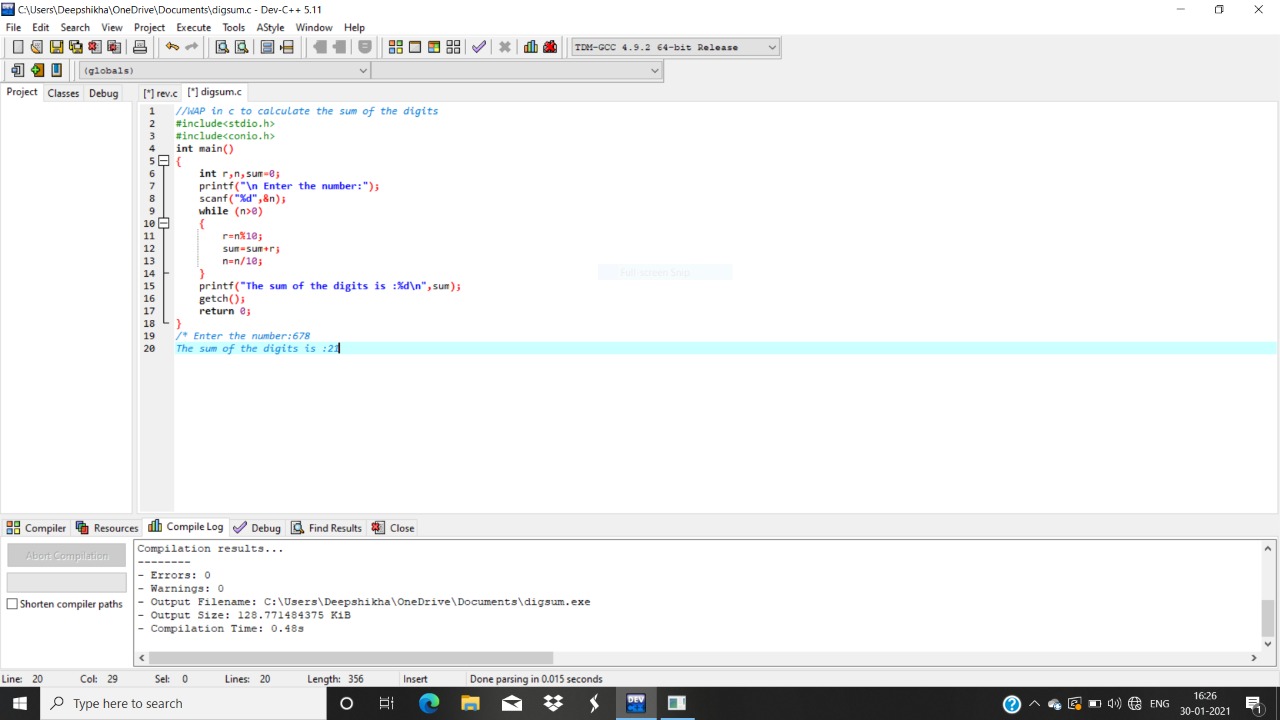 C:\Users\Deepshikha\OneDrive\Documents\digsum.c - Dev-C++ 5.11
File Edit Search View Project Execute Tools AStyle Window Help
TDM-GCC 4.9.2 64-bit Release
(globals)
Project Classes Debug [*] rev.c [*] digsum.c
1 //WAP in c to calculate the sum of the digits
2 #include<stdio.h>
3 #include<conio.h>
4 int main()
5 {
6 int r,n,sum=0;
7 printf("\n Enter the number:");
8 scanf("%d",&n);
9 while (n>0)
10 {
11 r=n%10;
12 sum=sum+r;
13 n=n/10;
14 }
15 printf("The sum of the digits is :%d\n",sum);
16 getch();
17 return 0;
18 }
19 /* Enter the number:678
20 The sum of the digits is :21
Full-screen Snip
Compiler Resources Compile Log Debug Find Results Close
Abort Compilation
Shorten compiler paths
Compilation results...
--------
- Errors: 0
- Warnings: 0
- Output Filename: C:\Users\Deepshikha\OneDrive\Documents\digsum.exe
- Output Size: 128.771484375 KiB
- Compilation Time: 0.48s
Line: 20 Col: 29 Sel: 0 Lines: 20 Length: 356 Insert Done parsing in 0.015 seconds
Type here to search
DEV
ENG
16:26
30-01-2021
1